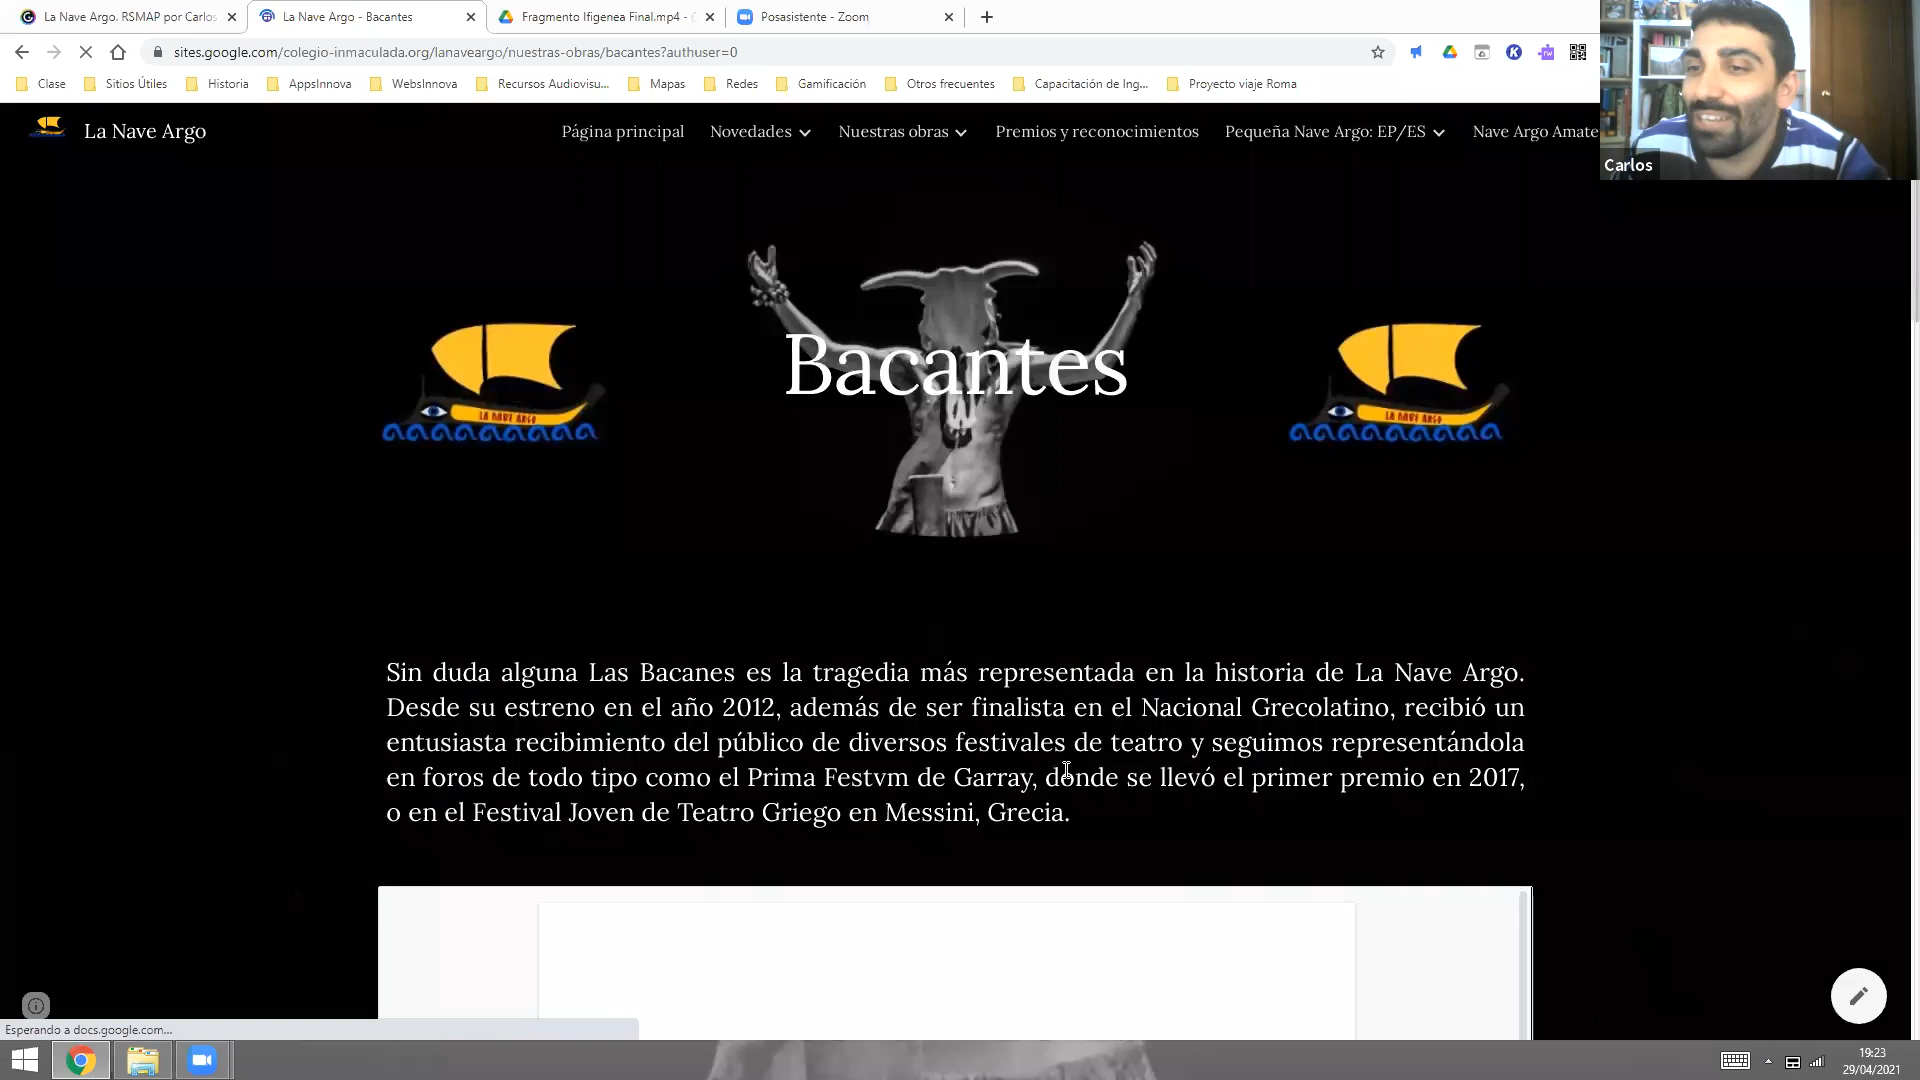 La Nave Argo. RSMAP por Carlos
La Nave Argo - Bacantes
Fragmento Ifigenea Final.mp4 -
Posasistente - Zoom
sites.google.com/colegio-inmaculada.org/lanaveargo/nuestras-obras/bacantes?authuser=0
Clase
Sitios Útiles
Historia
AppsInnova
WebsInnova
Recursos Audiovisu...
Mapas
Redes
Gamificación
Otros frecuentes
Capacitación de Ing...
Proyecto viaje Roma
La Nave Argo
Página principal
Novedades
Nuestras obras
Premios y reconocimientos
Pequeña Nave Argo: EP/ES
Nave Argo Amate
Carlos
Bacantes
LA NAVE ARGO
LA NAVE ARGO
Sin duda alguna Las Bacanes es la tragedia más representada en la historia de La Nave Argo.
Desde su estreno en el año 2012, además de ser finalista en el Nacional Grecolatino, recibió un
entusiasta recibimiento del público de diversos festivales de teatro y seguimos representándola
en foros de todo tipo como el Prima Festvm de Garray, donde se llevó el primer premio en 2017,
o en el Festival Joven de Teatro Griego en Messini, Grecia.
Esperando a docs.google.com...
19:23
29/04/2021